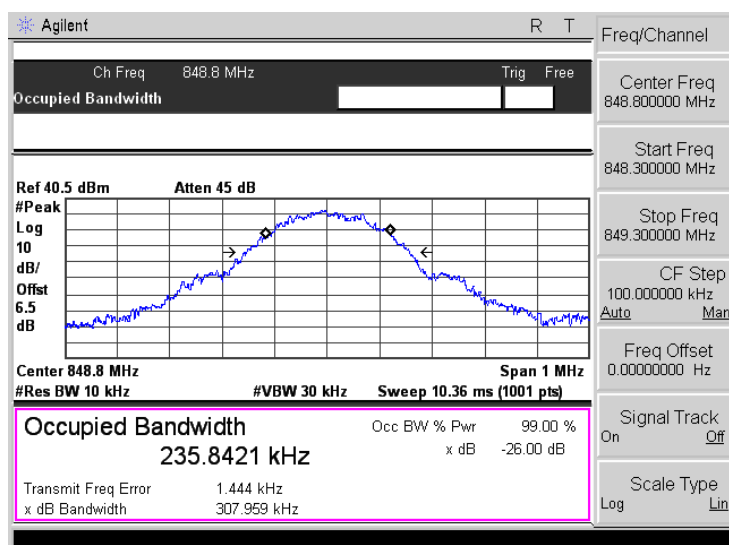 Agilent R T
Ch Freq 848.8 MHz Trig Free
Occupied Bandwidth
Ref 40.5 dBm Atten 45 dB
#Peak
Log
10
dB/
Offst
6.5
dB
Center 848.8 MHz Span 1 MHz
#Res BW 10 kHz #VBW 30 kHz Sweep 10.36 ms (1001 pts)
Occupied Bandwidth Occ BW % Pwr 99.00 %
235.8421 kHz x dB -26.00 dB
Transmit Freq Error 1.444 kHz
x dB Bandwidth 307.959 kHz
Freq/Channel
Center Freq
848.800000 MHz
Start Freq
848.300000 MHz
Stop Freq
849.300000 MHz
CF Step
100.000000 kHz
Auto Man
Freq Offset
0.00000000 Hz
Signal Track
On Off
Scale Type
Log Lin